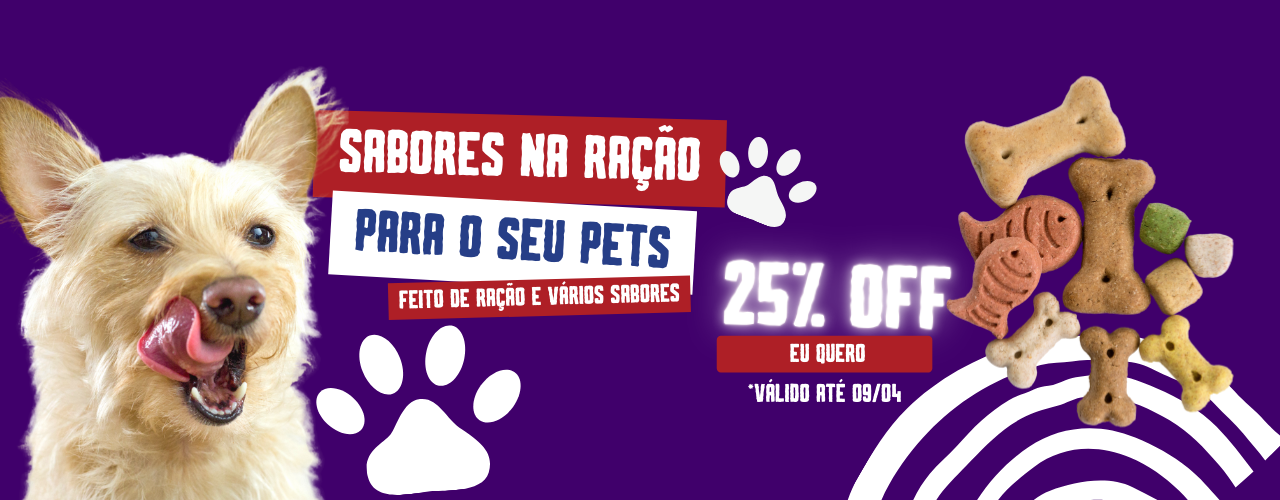 SABORES NA RAÇÃO
PARA O SEU PETS
FEITO DE RAÇÃO E VÁRIOS SABORES
25% OFF
EU QUERO
*VÁLIDO ATÉ 09/04